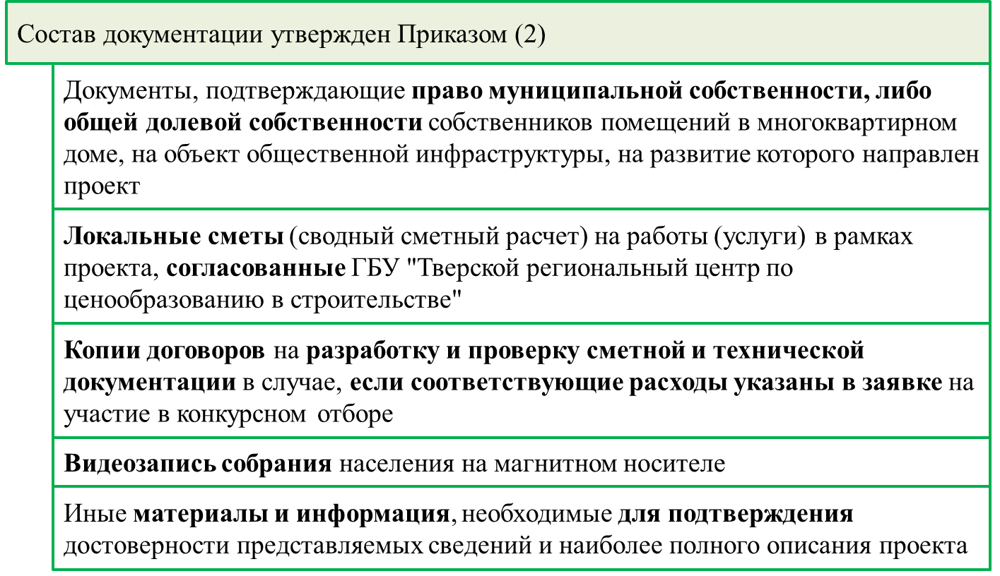 Состав документации утвержден Приказом (2)
Документы, подтверждающие право муниципальной собственности, либо
общей долевой собственности собственников помещений в многоквартирном
доме, на объект общественной инфраструктуры, на развитие которого направлен
проект
Локальные сметы (сводный сметный расчет) на работы (услуги) в рамках
проекта, согласованные ГБУ "Тверской региональный центр по
ценообразованию в строительстве"
Копии договоров на разработку и проверку сметной и технической
документации в случае, если соответствующие расходы указаны в заявке на
участие в конкурсном отборе
Видеозапись собрания населения на магнитном носителе
Иные материалы и информация, необходимые для подтверждения
достоверности представляемых сведений и наиболее полного описания проекта